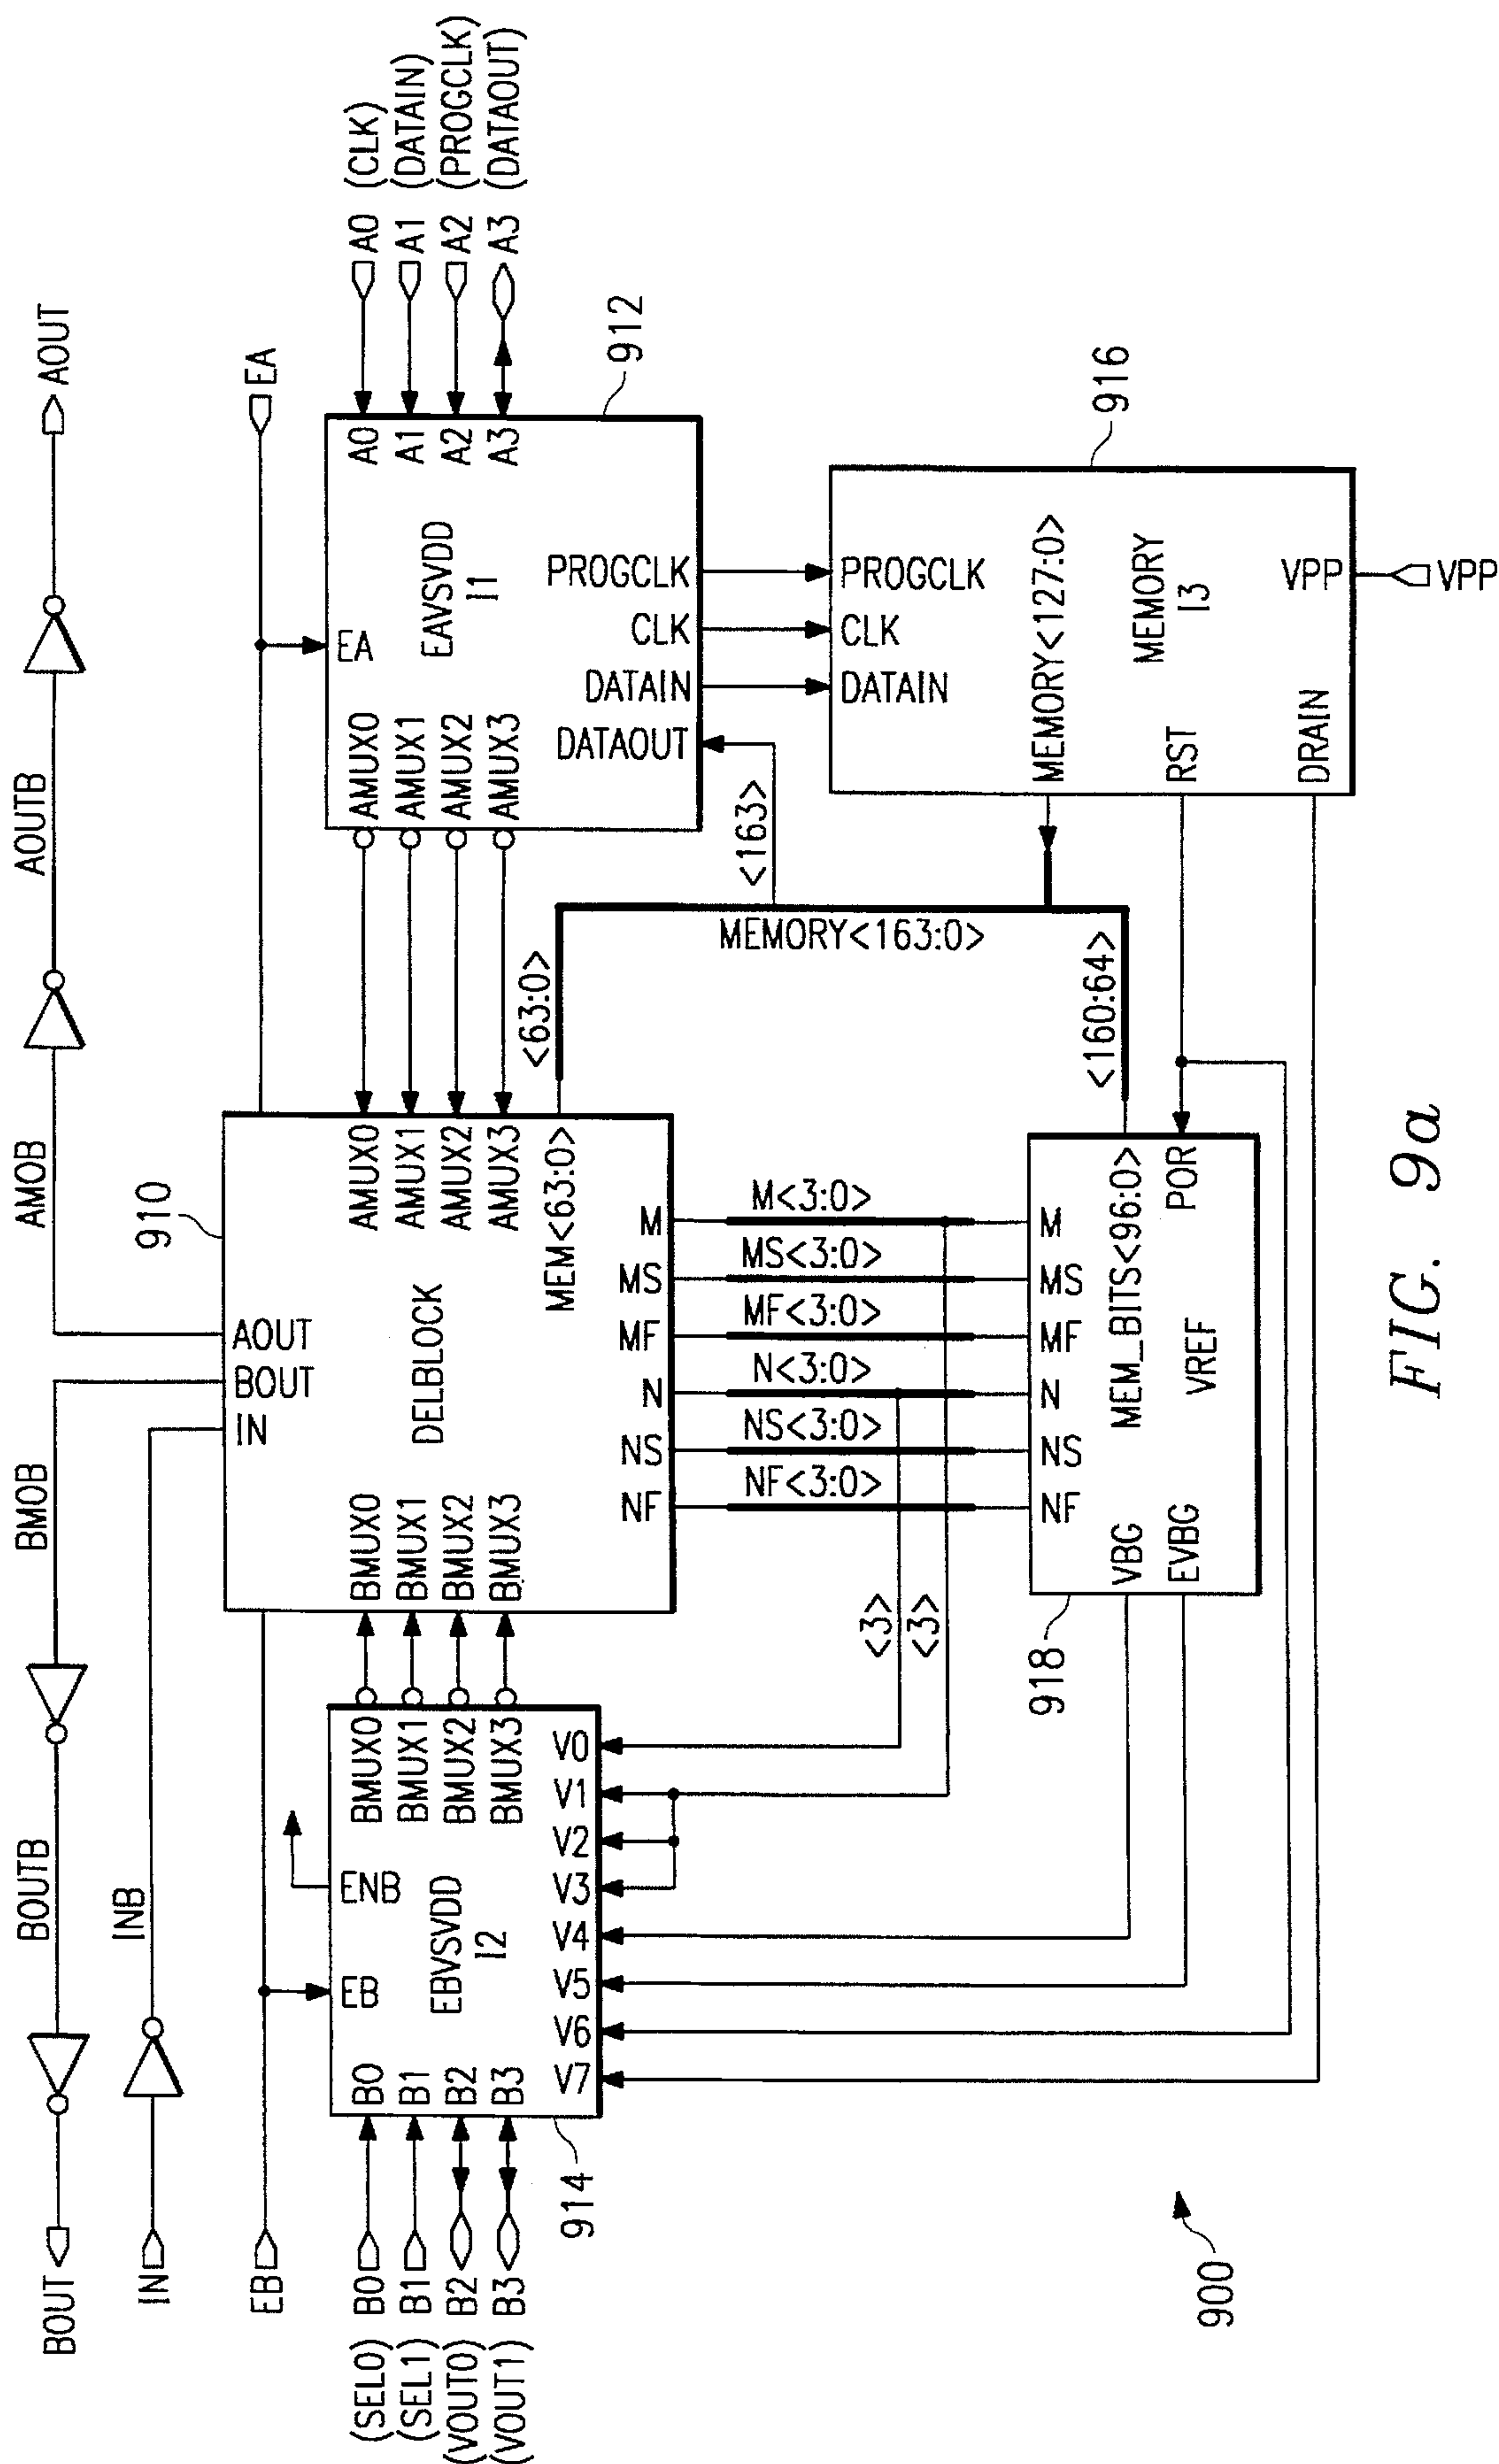 BOUT
BOUTB
BMOB
AMOB
AOUTB
AOUT
IN
INB
EB
EA
910
AOUT
BOUT
IN
BMUX0
BMUX1
BMUX2
BMUX3
DELBLOCK
AMUX0
AMUX1
AMUX2
AMUX3
MEM<63:0>
NF
NS
N
MF
MS
M
(SEL0) B0
(SEL1) B1
(VOUT0) B2
(VOUT1) B3
914
B0
B1
B2
B3
EB
ENB
EBVSVDD
I2
BMUX0
BMUX1
BMUX2
BMUX3
V7
V6
V5
V4
V3
V2
V1
V0
912
AMUX0
AMUX1
AMUX2
AMUX3
EA
EAVSVDD
I1
A0
A1
A2
A3
DATAOUT
DATAIN
CLK
PROGCLK
A0 (CLK)
A1 (DATAIN)
A2 (PROGCLK)
A3 (DATAOUT)
<63:0>
<163>
MEMORY<163:0>
<160:64>
NF<3:0>
NS<3:0>
N<3:0>
MF<3:0>
MS<3:0>
M<3:0>
<3>
<3>
918
NF
NS
N
MF
MS
M
VBG
EVBG
MEM_BITS<96:0>
VREF
POR
916
DATAIN
CLK
PROGCLK
MEMORY<127:0>
RST
MEMORY
I3
DRAIN
VPP
VPP
900
FIG. 9a